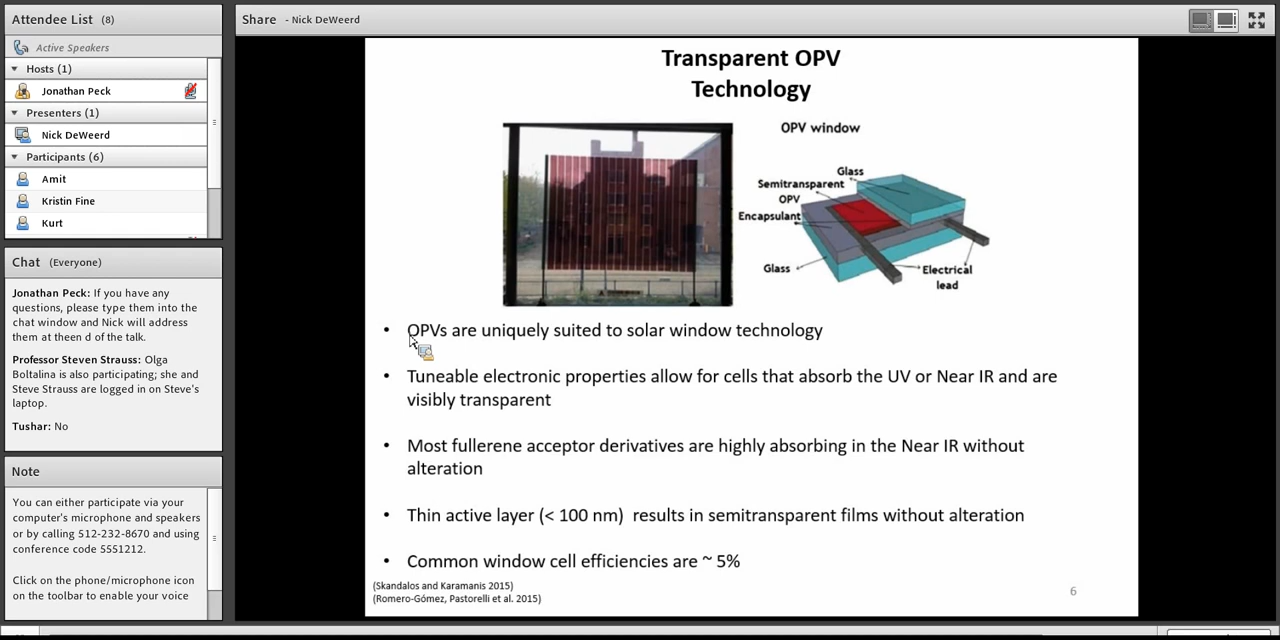 Attendee List (8)
Active Speakers
Hosts (1)
Jonathan Peck
Presenters (1)
Nick DeWeerd
Participants (6)
Amit
Kristin Fine
Kurt
Chat (Everyone)
Jonathan Peck: If you have any
questions, please type them into the
chat window and Nick will address
them at theen d of the talk.
Professor Steven Strauss: Olga
Boltalina is also participating; she and
Steve Strauss are logged in on Steve's
laptop.
Tushar: No
Note
You can either participate via your
computer's microphone and speakers
or by calling 512-232-8670 and using
conference code 5551212.
Click on the phone/microphone icon
on the toolbar to enable your voice
Share - Nick DeWeerd
Transparent OPV
Technology
OPV window
Glass
Semitransparent
OPV
Encapsulant
Glass
Electrical
lead
• OPVs are uniquely suited to solar window technology
• Tuneable electronic properties allow for cells that absorb the UV or Near IR and are
visibly transparent
• Most fullerene acceptor derivatives are highly absorbing in the Near IR without
alteration
• Thin active layer (< 100 nm) results in semitransparent films without alteration
• Common window cell efficiencies are ~ 5%
(Skandalos and Karamanis 2015)
(Romero-Gómez, Pastorelli et al. 2015)
6